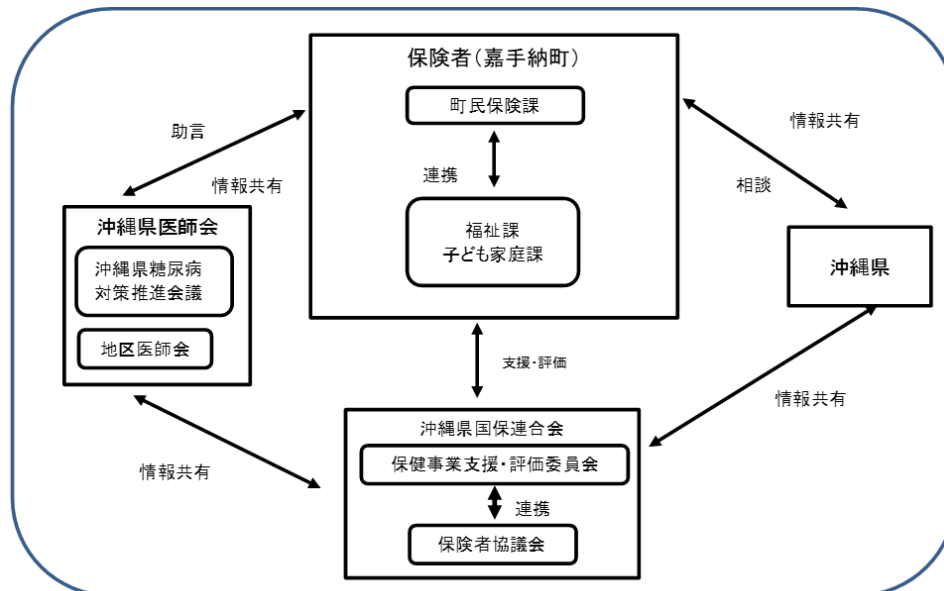 保険者（嘉手納町）
町民保険課
連携
福祉課
子ども家庭課
助言
情報共有
情報共有
相談
沖縄県医師会
沖縄県糖尿病
対策推進会議
地区医師会
沖縄県
支援・評価
情報共有
情報共有
沖縄県国保連合会
保健事業支援・評価委員会
連携
保険者協議会